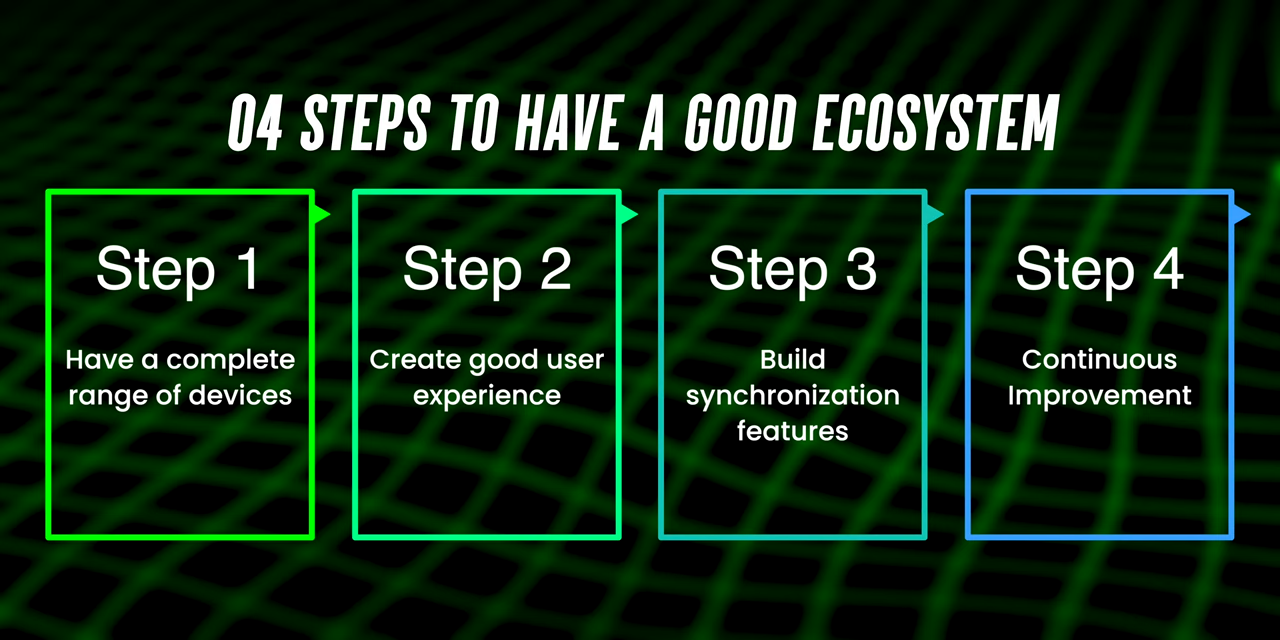 04 STEPS TO HAVE A GOOD ECOSYSTEM
Step 1
Have a complete
range of devices
Step 2
Create good user
experience
Step 3
Build
synchronization
features
Step 4
Continuous
Improvement